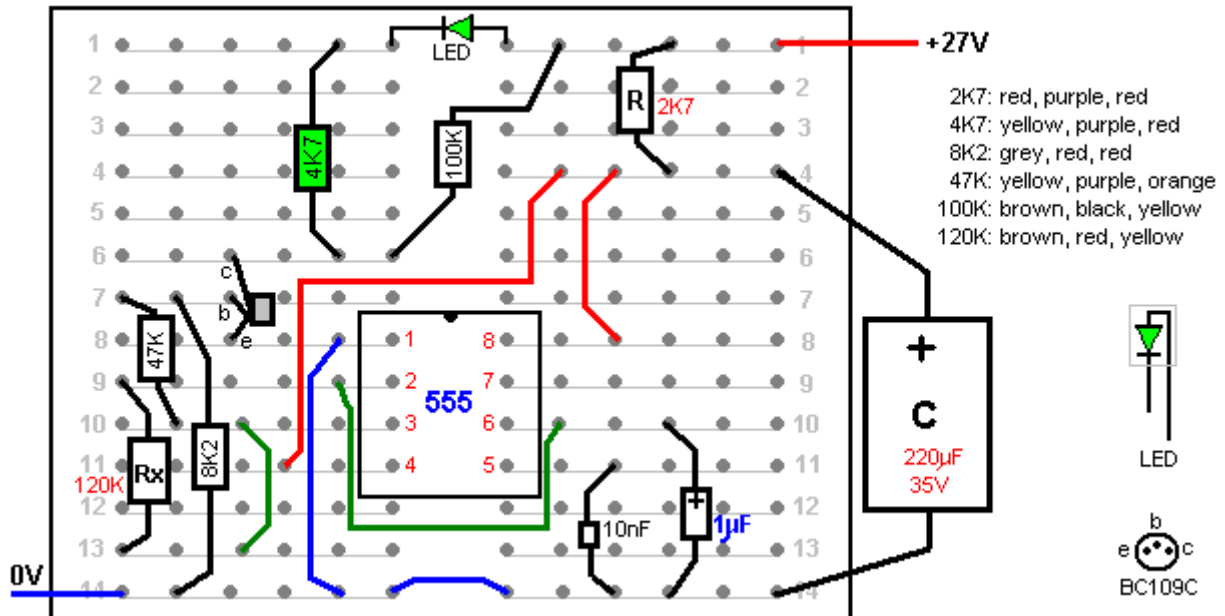 LED
1 1 +27V
2 R 2K7 2
2K7: red, purple, red
4K7: yellow, purple, red
8K2: grey, red, red
47K: yellow, purple, orange
100K: brown, black, yellow
120K: brown, red, yellow
3 4K7 100K 3
4 4
5 5
6 6
c
7 b 7
8 47K e 1 8 8
9 2 555 7 9
10 3 6 10
11 4 5 11
+
C
220µF
35V
LED
120K Rx 8K2
12 10nF + 1µF 12
13 13
0V 14 14
b
e c
BC109C